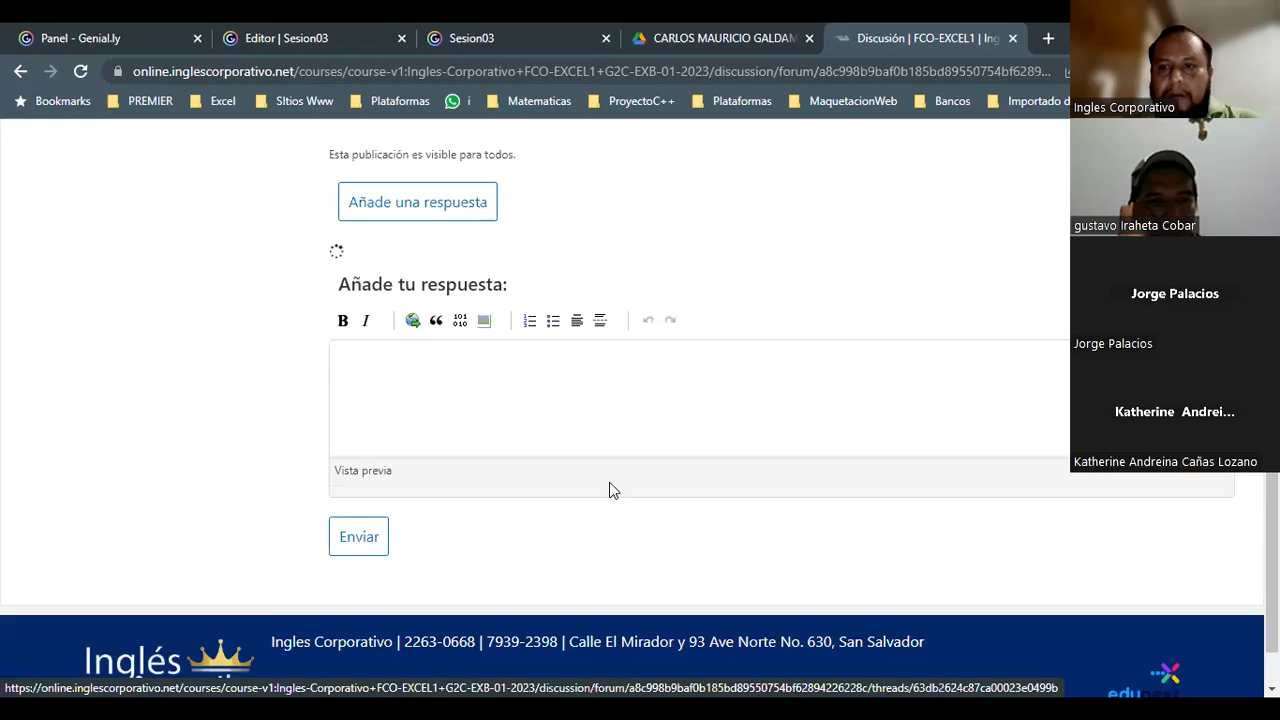 Panel - Genial.ly
Editor | Sesion03
Sesion03
CARLOS MAURICIO GALDAM
Discusión | FCO-EXCEL1 | Ing
online.inglescorporativo.net/courses/course-v1:Ingles-Corporativo+FCO-EXCEL1+G2C-EXB-01-2023/discussion/forum/a8c998b9baf0b185bd89550754bf6289...
Bookmarks
PREMIER
Excel
SItios Www
Plataformas
i
Matematicas
ProyectoC++
Plataformas
MaquetacionWeb
Bancos
Importado d
Ingles Corporativo
Esta publicación es visible para todos.
Añade una respuesta
gustavo Iraheta Cobar
Añade tu respuesta:
B I
101
010
Jorge Palacios
Jorge Palacios
Katherine Andrei...
Katherine Andreina Cañas Lozano
Vista previa
Enviar
Ingles Corporativo | 2263-0668 | 7939-2398 | Calle El Mirador y 93 Ave Norte No. 630, San Salvador
Inglés
https://online.inglescorporativo.net/courses/course-v1:Ingles-Corporativo+FCO-EXCEL1+G2C-EXB-01-2023/discussion/forum/a8c998b9baf0b185bd89550754bf62894226228c/threads/63db2624c87ca00023e0499b